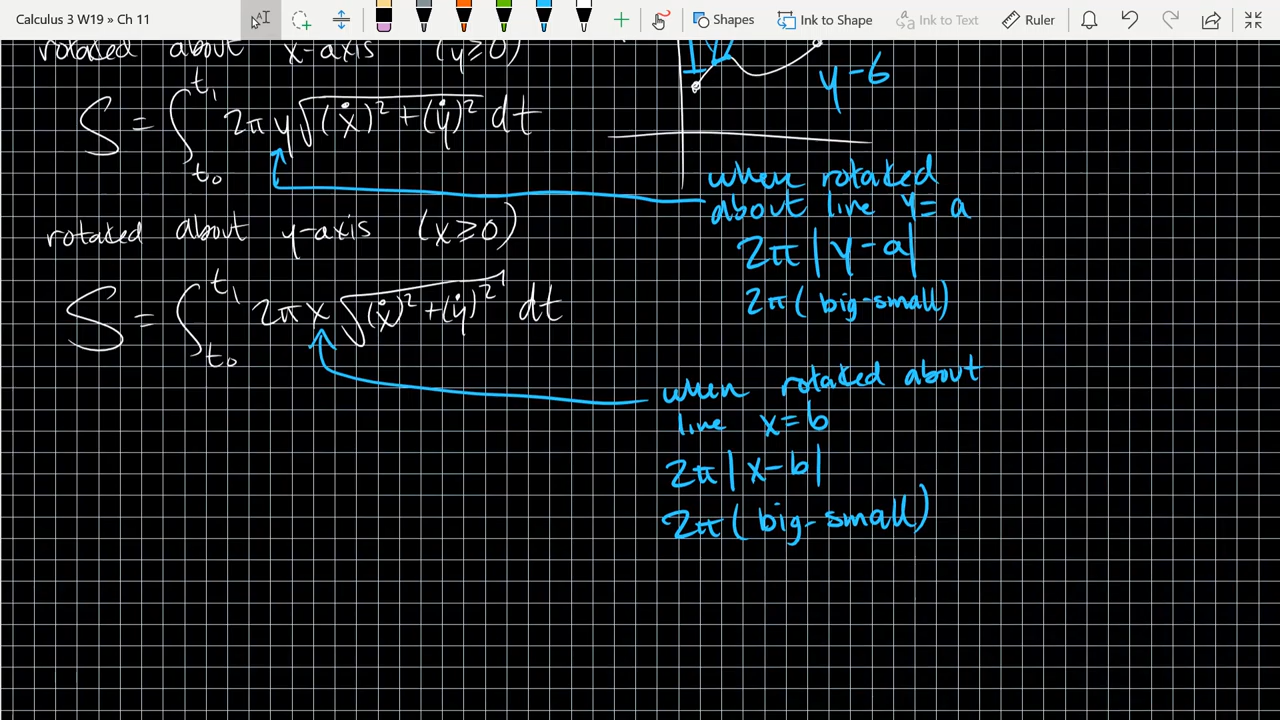 Calculus 3 W19 » Ch 11
Shapes
Ink to Shape
Ink to Text
Ruler
rotated about x-axis (y≥0)
S = ∫_{t₀}^{t₁} 2π y √((ẋ)² + (ẏ)²) dt
y - 6
when rotated
about line y = a
2π |y - a|
2π (big-small)
rotated about y-axis (x≥0)
S = ∫_{t₀}^{t₁} 2π x √((ẋ)² + (ẏ)²) dt
when rotated about
line x = b
2π |x - b|
2π (big-small)